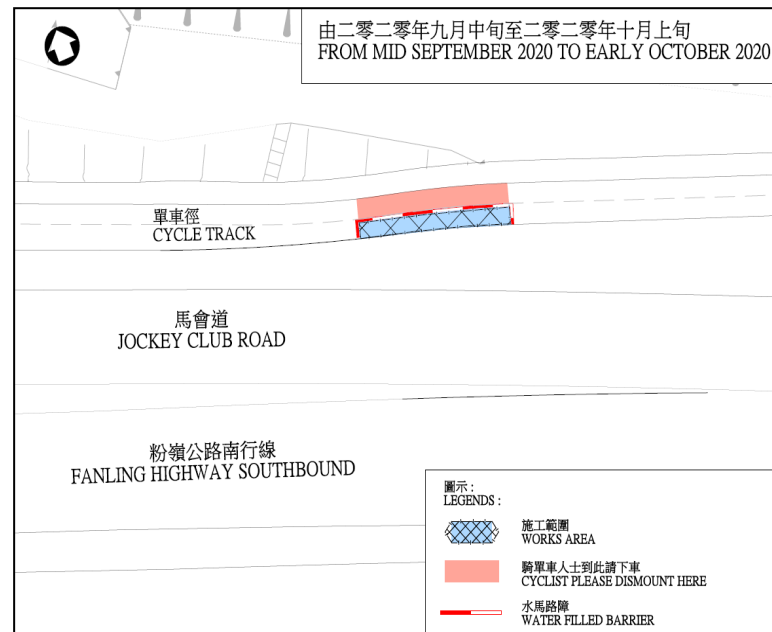 由二零二零年九月中旬至二零二零年十月上旬
FROM MID SEPTEMBER 2020 TO EARLY OCTOBER 2020
單車徑
CYCLE TRACK
馬會道
JOCKEY CLUB ROAD
粉嶺公路南行線
FANLING HIGHWAY SOUTHBOUND
圖示：
LEGENDS :
施工範圍
WORKS AREA
騎單車人士到此請下車
CYCLIST PLEASE DISMOUNT HERE
水馬路障
WATER FILLED BARRIER